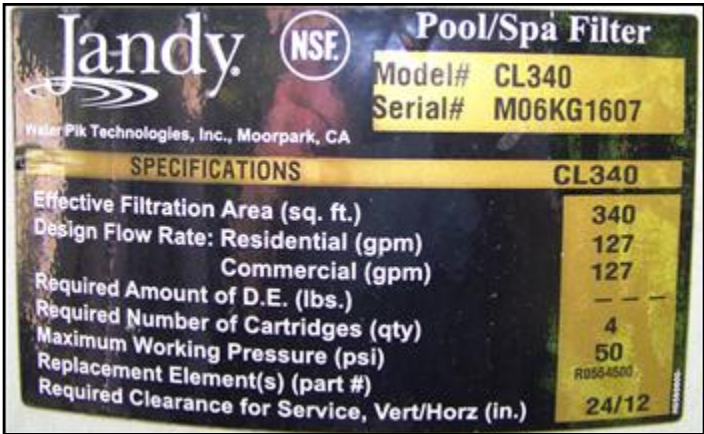 Jandy.
NSF.
Pool/Spa Filter
Model# CL340
Serial# M06KG1607
Water Pik Technologies, Inc., Moorpark, CA
SPECIFICATIONS CL340
Effective Filtration Area (sq. ft.) 340
Design Flow Rate: Residential (gpm) 127
Commercial (gpm) 127
Required Amount of D.E. (lbs.) – – –
Required Number of Cartridges (qty) 4
Maximum Working Pressure (psi) 50
Replacement Element(s) (part #) R0554600
Required Clearance for Service, Vert/Horz (in.) 24/12